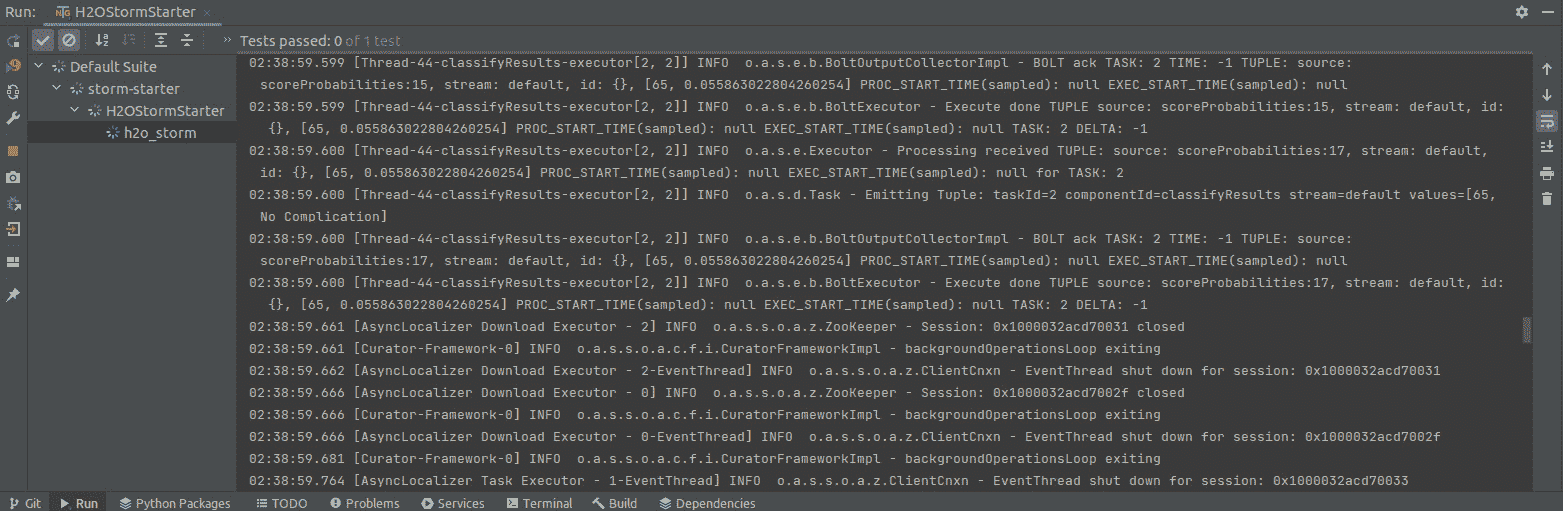 Run: H2OStormStarter ×
» Tests passed: 0 of 1 test
Default Suite
storm-starter
H2OStormStarter
h2o_storm
02:38:59.599 [Thread-44-classifyResults-executor[2, 2]] INFO  o.a.s.e.b.BoltOutputCollectorImpl - BOLT ack TASK: 2 TIME: -1 TUPLE: source:
scoreProbabilities:15, stream: default, id: {}, [65, 0.055863022804260254] PROC_START_TIME(sampled): null EXEC_START_TIME(sampled): null
02:38:59.599 [Thread-44-classifyResults-executor[2, 2]] INFO  o.a.s.e.b.BoltExecutor - Execute done TUPLE source: scoreProbabilities:15, stream: default, id:
{}, [65, 0.055863022804260254] PROC_START_TIME(sampled): null EXEC_START_TIME(sampled): null TASK: 2 DELTA: -1
02:38:59.600 [Thread-44-classifyResults-executor[2, 2]] INFO  o.a.s.e.Executor - Processing received TUPLE: source: scoreProbabilities:17, stream: default,
id: {}, [65, 0.055863022804260254] PROC_START_TIME(sampled): null EXEC_START_TIME(sampled): null for TASK: 2
02:38:59.600 [Thread-44-classifyResults-executor[2, 2]] INFO  o.a.s.d.Task - Emitting Tuple: taskId=2 componentId=classifyResults stream=default values=[65,
No Complication]
02:38:59.600 [Thread-44-classifyResults-executor[2, 2]] INFO  o.a.s.e.b.BoltOutputCollectorImpl - BOLT ack TASK: 2 TIME: -1 TUPLE: source:
scoreProbabilities:17, stream: default, id: {}, [65, 0.055863022804260254] PROC_START_TIME(sampled): null EXEC_START_TIME(sampled): null
02:38:59.600 [Thread-44-classifyResults-executor[2, 2]] INFO  o.a.s.e.b.BoltExecutor - Execute done TUPLE source: scoreProbabilities:17, stream: default, id:
{}, [65, 0.055863022804260254] PROC_START_TIME(sampled): null EXEC_START_TIME(sampled): null TASK: 2 DELTA: -1
02:38:59.661 [AsyncLocalizer Download Executor - 2] INFO  o.a.s.s.o.a.z.ZooKeeper - Session: 0x1000032acd70031 closed
02:38:59.661 [Curator-Framework-0] INFO  o.a.s.s.o.a.c.f.i.CuratorFrameworkImpl - backgroundOperationsLoop exiting
02:38:59.662 [AsyncLocalizer Download Executor - 2-EventThread] INFO  o.a.s.s.o.a.z.ClientCnxn - EventThread shut down for session: 0x1000032acd70031
02:38:59.666 [AsyncLocalizer Download Executor - 0] INFO  o.a.s.s.o.a.z.ZooKeeper - Session: 0x1000032acd7002f closed
02:38:59.666 [Curator-Framework-0] INFO  o.a.s.s.o.a.c.f.i.CuratorFrameworkImpl - backgroundOperationsLoop exiting
02:38:59.666 [AsyncLocalizer Download Executor - 0-EventThread] INFO  o.a.s.s.o.a.z.ClientCnxn - EventThread shut down for session: 0x1000032acd7002f
02:38:59.681 [Curator-Framework-0] INFO  o.a.s.s.o.a.c.f.i.CuratorFrameworkImpl - backgroundOperationsLoop exiting
02:38:59.764 [AsyncLocalizer Task Executor - 1-EventThread] INFO  o.a.s.s.o.a.z.ClientCnxn - EventThread shut down for session: 0x1000032acd70033
Git Run Python Packages TODO Problems Services Terminal Build Dependencies